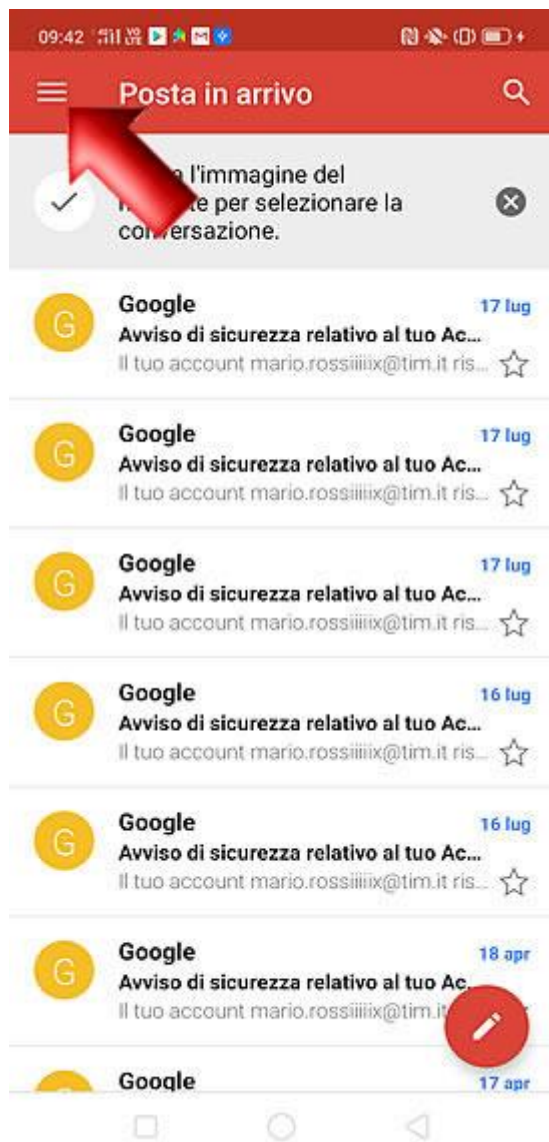 09:42
Posta in arrivo
l'immagine del
per selezionare la
conversazione.
Google 17 lug
Avviso di sicurezza relativo al tuo Ac...
Il tuo account mario.rossiiiiix@tim.it ris...
Google 17 lug
Avviso di sicurezza relativo al tuo Ac...
Il tuo account mario.rossiiiiix@tim.it ris...
Google 17 lug
Avviso di sicurezza relativo al tuo Ac...
Il tuo account mario.rossiiiiix@tim.it ris...
Google 16 lug
Avviso di sicurezza relativo al tuo Ac...
Il tuo account mario.rossiiiiix@tim.it ris...
Google 16 lug
Avviso di sicurezza relativo al tuo Ac...
Il tuo account mario.rossiiiiix@tim.it ris...
Google 18 apr
Avviso di sicurezza relativo al tuo Ac...
Il tuo account mario.rossiiiiix@tim.it
Google 17 apr